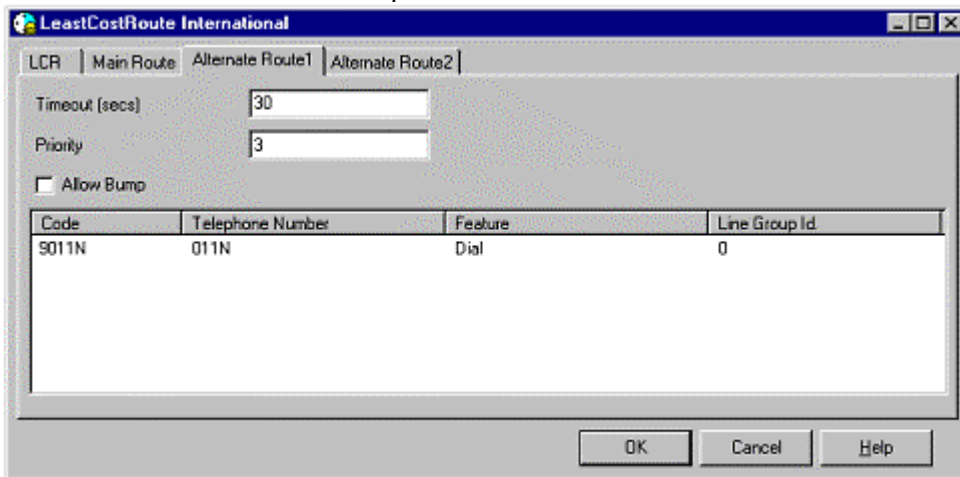 LeastCostRoute International
LCR Main Route Alternate Route1 Alternate Route2
Timeout (secs) 30
Priority 3
Allow Bump
Code Telephone Number Feature Line Group Id.
9011N 011N Dial 0
OK Cancel Help